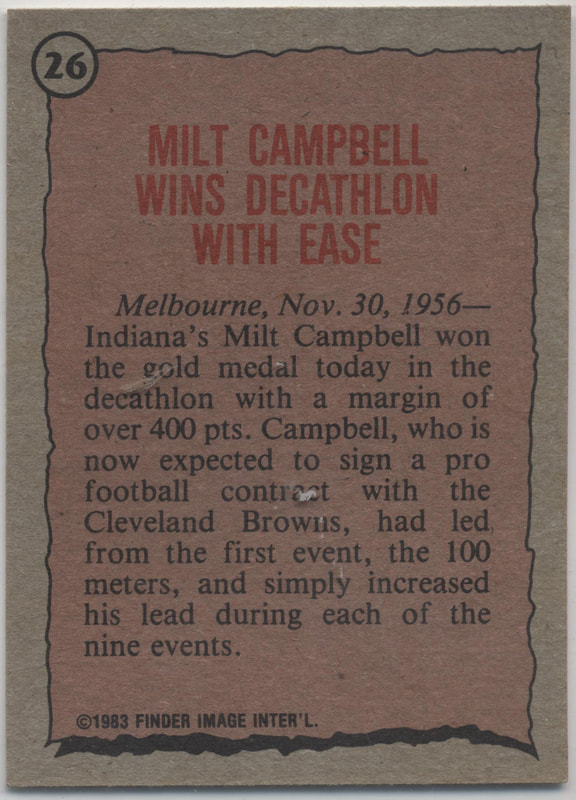 26
MILT CAMPBELL
WINS DECATHLON
WITH EASE
Melbourne, Nov. 30, 1956—
Indiana's Milt Campbell won
the gold medal today in the
decathlon with a margin of
over 400 pts. Campbell, who is
now expected to sign a pro
football contract with the
Cleveland Browns, had led
from the first event, the 100
meters, and simply increased
his lead during each of the
nine events.
©1983 FINDER IMAGE INTER'L.